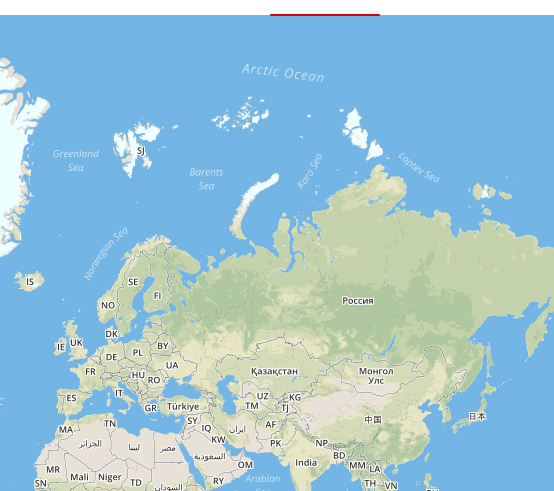 Arctic Ocean
Greenland
Sea
SJ
Barents
Sea
Kara Sea
Laptev Sea
Norwegian Sea
IS
SE
FI
NO
Россия
DK
IE
UK
PL
BY
DE
FR
HU
RO
UA
Қазақстан
Монгол
Улс
ES
IT
GR
Türkiye
UZ
KG
TM
TJ
中国
日本
MA
TN
SY
IQ
ایران
AF
الجزائر
ليبيا
مصر
KW
PK
NP
السعودية
OM
India
BD
MM
LA
MR
Mali
Niger
TD
السودان
RY
Arabian
SN
TH
VN